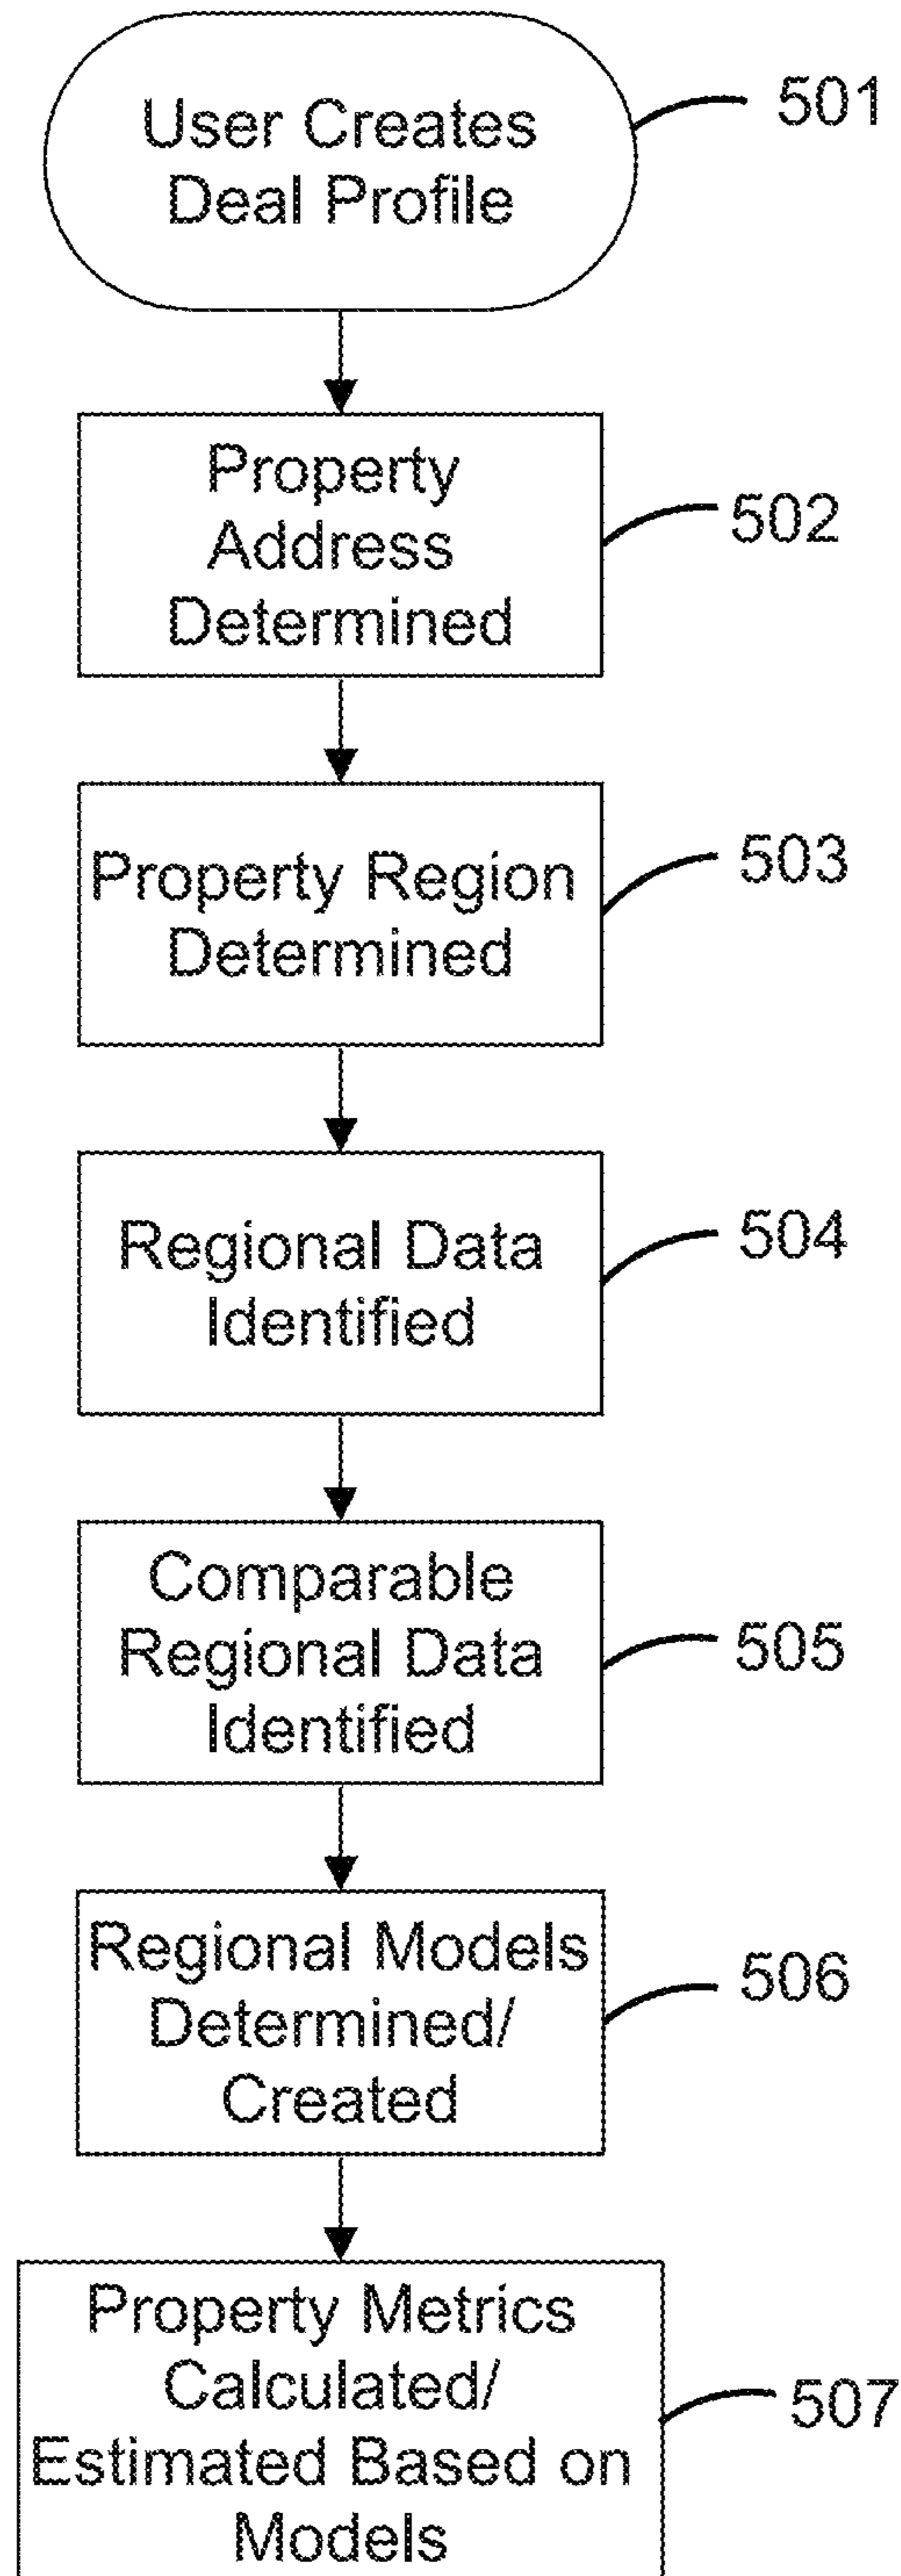 User Creates
Deal Profile
501
Property
Address
Determined
502
Property Region
Determined
503
Regional Data
Identified
504
Comparable
Regional Data
Identified
505
Regional Models
Determined/
Created
506
Property Metrics
Calculated/
Estimated Based on
Models
507